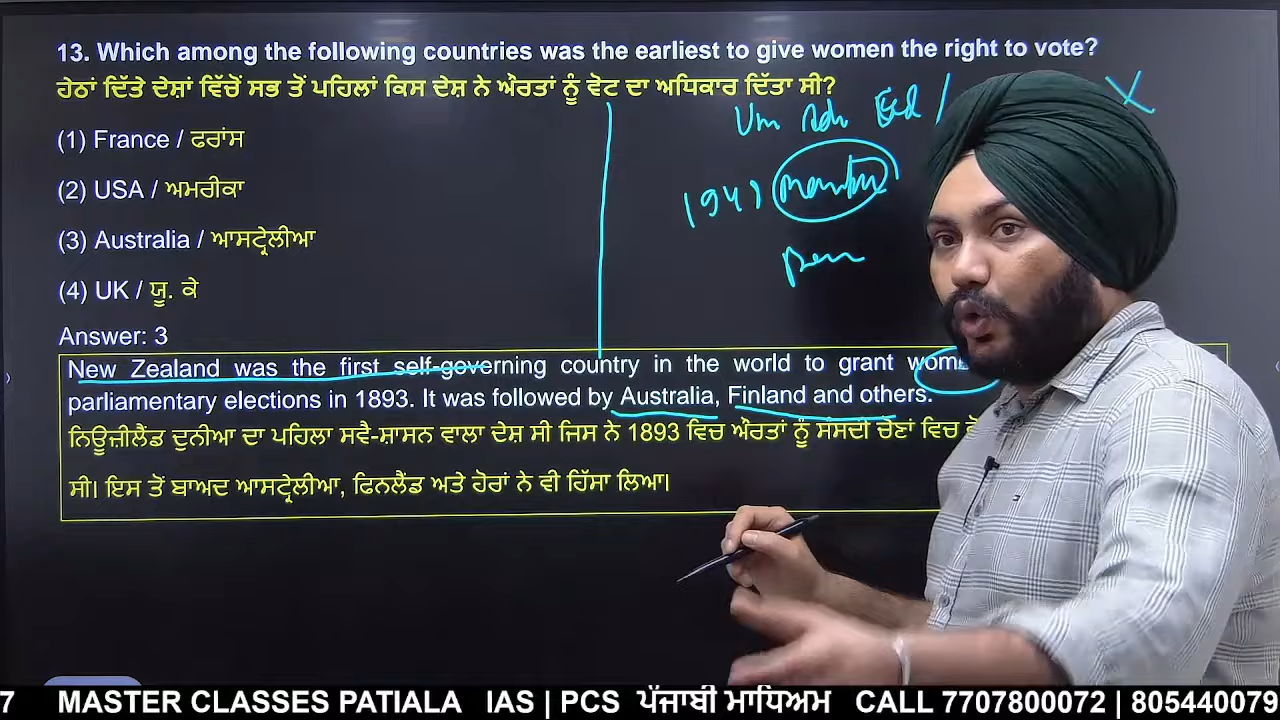 13. Which among the following countries was the earliest to give women the right to vote?
ਹੇਠਾਂ ਦਿੱਤੇ ਦੇਸ਼ਾਂ ਵਿੱਚੋਂ ਸਭ ਤੋਂ ਪਹਿਲਾਂ ਕਿਸ ਦੇਸ਼ ਨੇ ਔਰਤਾਂ ਨੂੰ ਵੋਟ ਦਾ ਅਧਿਕਾਰ ਦਿੱਤਾ ਸੀ?
(1) France / ਫਰਾਂਸ
(2) USA / ਅਮਰੀਕਾ
(3) Australia / ਆਸਟ੍ਰੇਲੀਆ
(4) UK / ਯੂ. ਕੇ
Answer: 3
New Zealand was the first self-governing country in the world to grant
parliamentary elections in 1893. It was followed by Australia, Finland and others.
ਨਿਊਜ਼ੀਲੈਂਡ ਦੁਨੀਆ ਦਾ ਪਹਿਲਾ ਸਵੈ-ਸ਼ਾਸਨ ਵਾਲਾ ਦੇਸ਼ ਸੀ ਜਿਸ ਨੇ 1893 ਵਿਚ ਔਰਤਾਂ ਨੂੰ ਸੰਸਦੀ ਚੋਣਾਂ ਵਿਚ
ਸੀ। ਇਸ ਤੋਂ ਬਾਅਦ ਆਸਟ੍ਰੇਲੀਆ, ਫਿਨਲੈਂਡ ਅਤੇ ਹੋਰਾਂ ਨੇ ਵੀ ਹਿੱਸਾ ਲਿਆ।
7 MASTER CLASSES PATIALA IAS | PCS ਪੰਜਾਬੀ ਮਾਧਿਅਮ CALL 7707800072 | 805440079